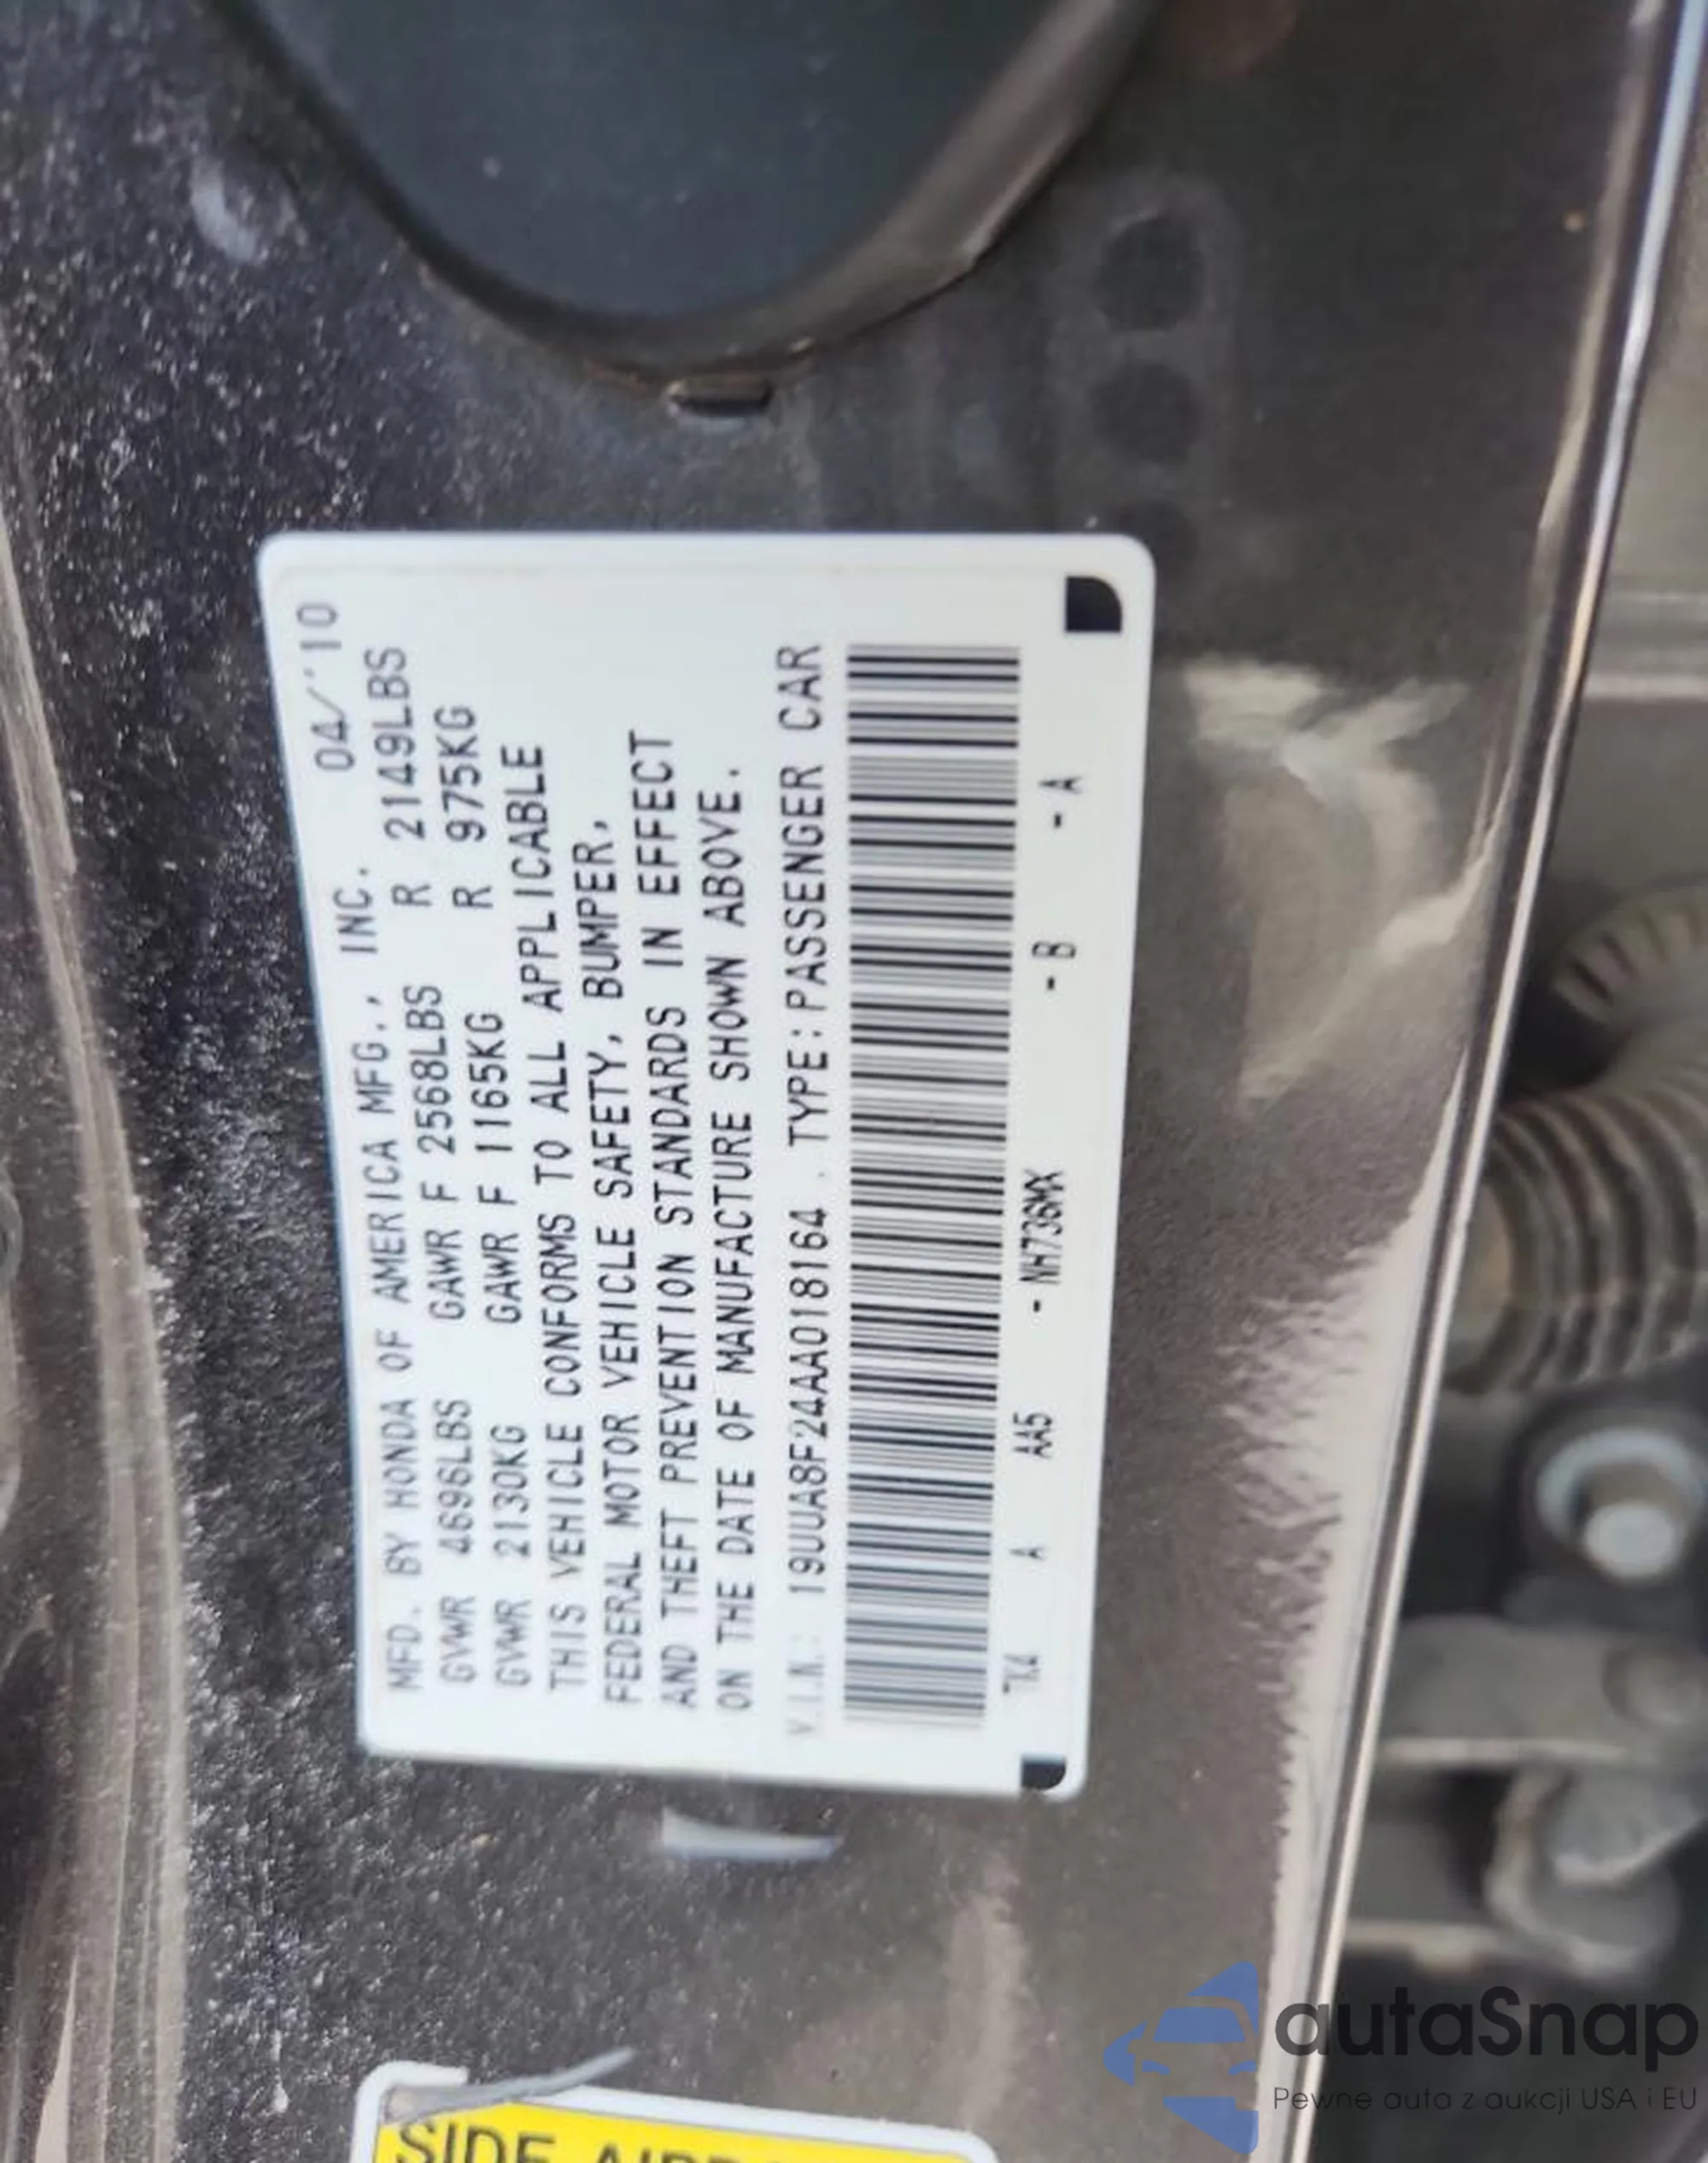 MFD. BY HONDA OF AMERICA MFG., INC. 04/'10
GVWR 4696LBS GAWR F 2568LBS R 2149LBS
GVWR 2130KG GAWR F 1165KG R 975KG
THIS VEHICLE CONFORMS TO ALL APPLICABLE
FEDERAL MOTOR VEHICLE SAFETY, BUMPER,
AND THEFT PREVENTION STANDARDS IN EFFECT
ON THE DATE OF MANUFACTURE SHOWN ABOVE.
V.I.N.: 19UUA8F24AA018164 . TYPE:PASSENGER CAR
TK4 A AA5 - NH736MX - B - A
SIDE
autaSnap
Pewne auta z aukcji USA i EU